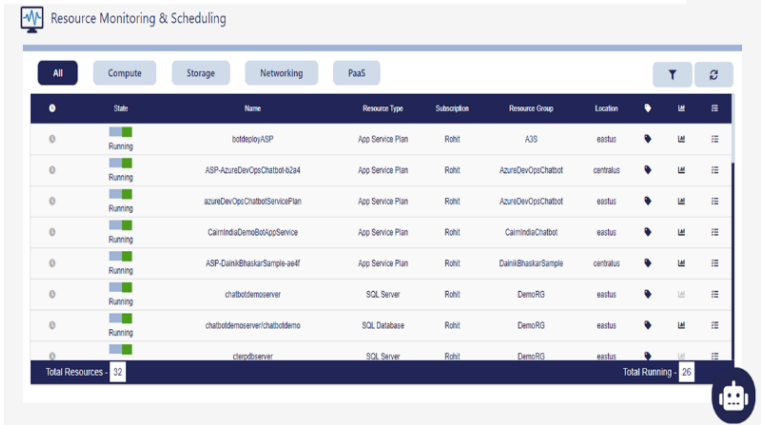 Resource Monitoring & Scheduling
All Compute Storage Networking PaaS
State Name Resource Type Subscription Resource Group Location
Running botdeployASP App Service Plan Rohit A3S eastus
Running ASP-AzureDevOpsChatbot-b2a4 App Service Plan Rohit AzureDevOpsChatbot centralus
Running azureDevOpsChatbotServicePlan App Service Plan Rohit AzureDevOpsChatbot eastus
Running CairnIndiaDemoBotAppService App Service Plan Rohit CairnIndiaChatbot eastus
Running ASP-DainikBhaskarSample-ae4f App Service Plan Rohit DainikBhaskarSample centralus
Running chatbotdemoserver SQL Server Rohit DemoRG eastus
Running chatbotdemoserver/chatbotdemo SQL Database Rohit DemoRG eastus
cterpdbserver SQL Server Rohit DemoRG eastus
Total Resources - 32 Total Running - 26